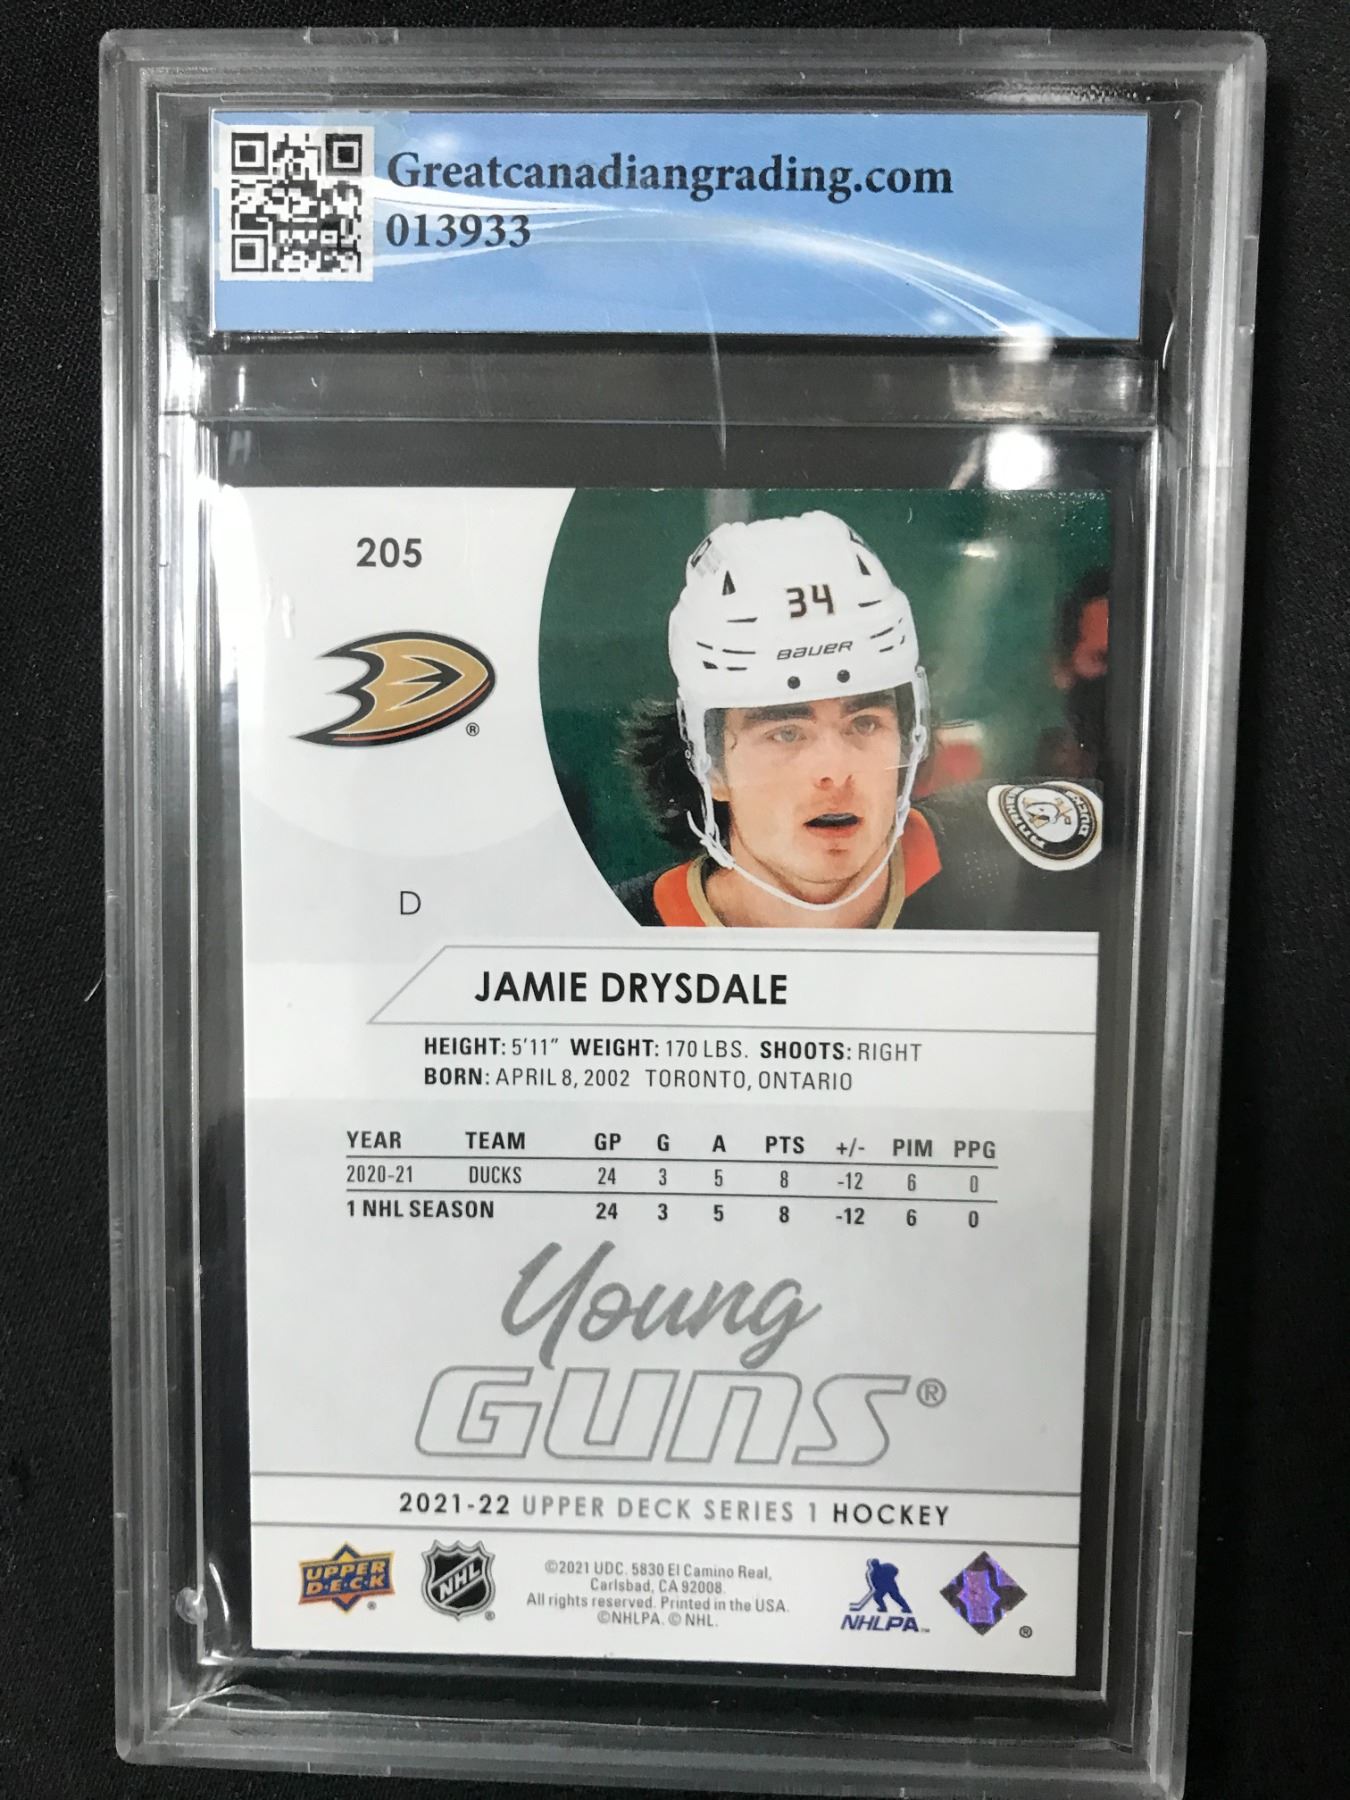 Greatcanadiangrading.com
013933
205
34
BAUER
®
D
JAMIE DRYSDALE
HEIGHT: 5'11" WEIGHT: 170 LBS. SHOOTS: RIGHT
BORN: APRIL 8, 2002 TORONTO, ONTARIO
YEAR TEAM GP G A PTS +/- PIM PPG
2020-21 DUCKS 24 3 5 8 -12 6 0
1 NHL SEASON 24 3 5 8 -12 6 0
Young
GUNS®
2021-22 UPPER DECK SERIES 1 HOCKEY
UPPER
D·E·C·K
®
NHL
®
©2021 UDC. 5830 El Camino Real,
Carlsbad, CA 92008.
All rights reserved. Printed in the USA.
©NHLPA. © NHL.
NHLPA™
®